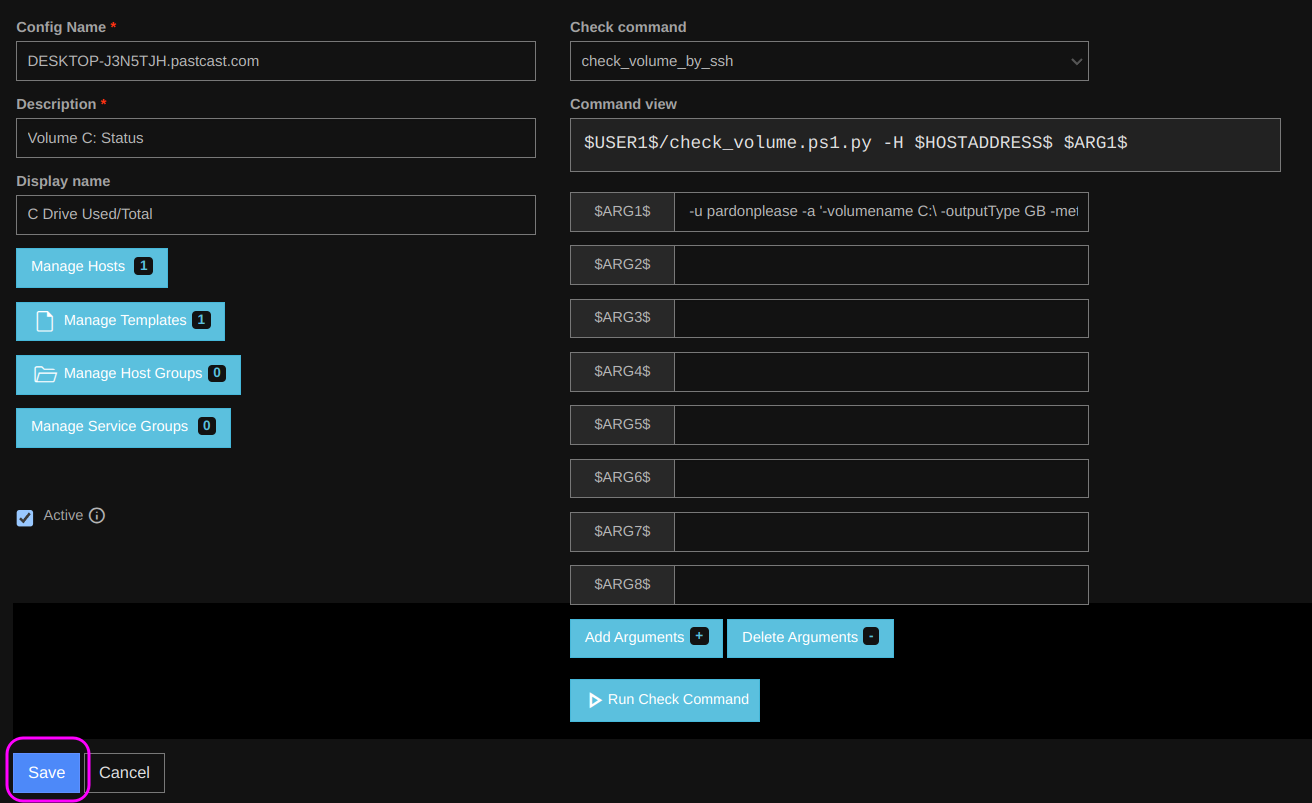 Config Name *
DESKTOP-J3N5TJH.pastcast.com
Description *
Volume C: Status
Display name
C Drive Used/Total
Manage Hosts 1
Manage Templates 1
Manage Host Groups 0
Manage Service Groups 0
Active
Check command
check_volume_by_ssh
Command view
$USER1$/check_volume.ps1.py -H $HOSTADDRESS$ $ARG1$
$ARG1$ -u pardonplease -a '-volumename C:\ -outputType GB -met
$ARG2$
$ARG3$
$ARG4$
$ARG5$
$ARG6$
$ARG7$
$ARG8$
Add Arguments + Delete Arguments -
Run Check Command
Save Cancel